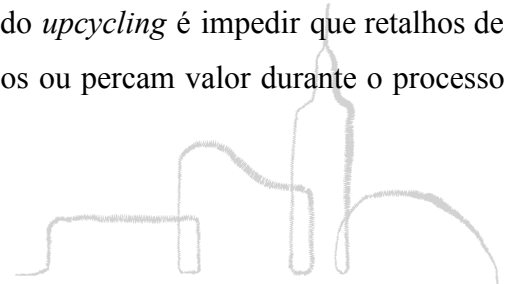 do upcycling é impedir que retalhos de
os ou percam valor durante o processo